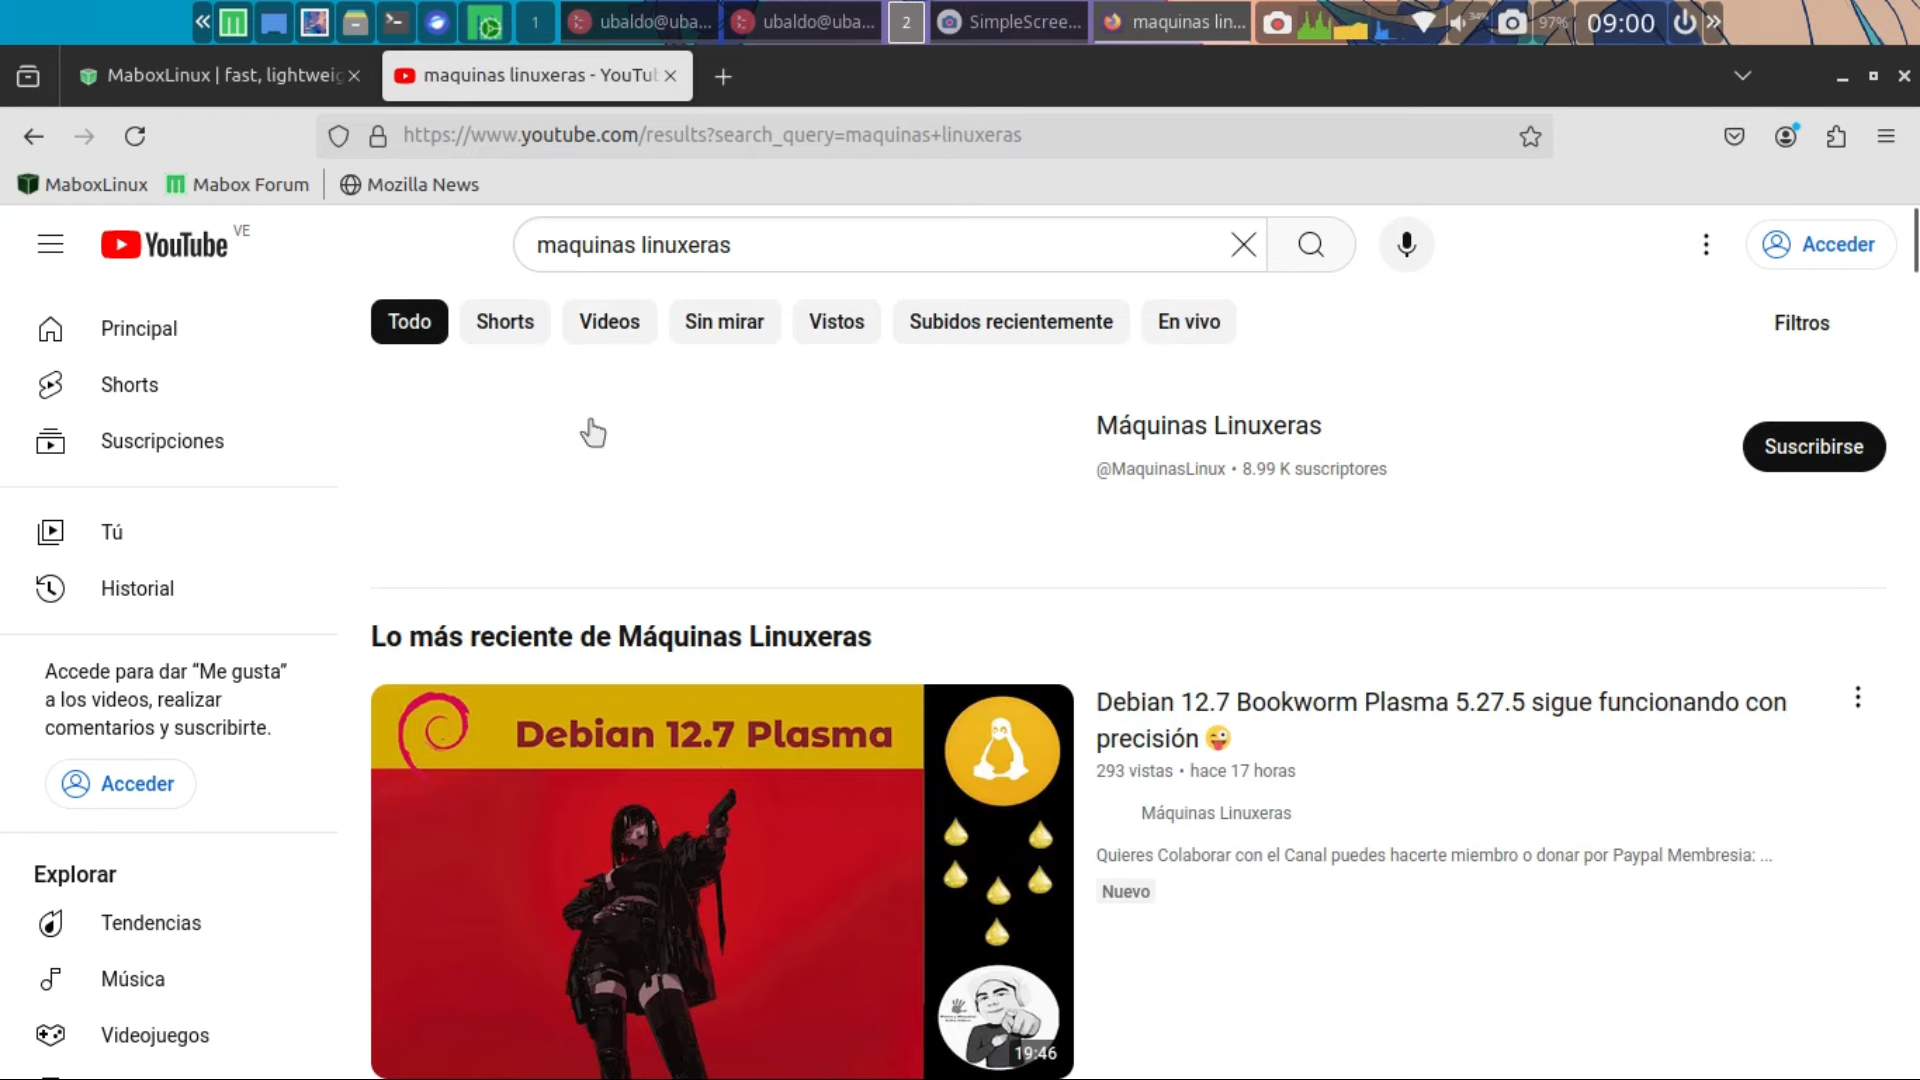 1
ubaldo@uba...
ubaldo@uba...
2
SimpleScree...
maquinas lin...
34%
97%
09:00
MaboxLinux | fast, lightweig
maquinas linuxeras - YouTu
https://www.youtube.com/results?search_query=maquinas+linuxeras
MaboxLinux
Mabox Forum
Mozilla News
YouTube VE
maquinas linuxeras
Acceder
Todo
Shorts
Videos
Sin mirar
Vistos
Subidos recientemente
En vivo
Filtros
Principal
Shorts
Suscripciones
Tú
Historial
Accede para dar “Me gusta”
a los videos, realizar
comentarios y suscribirte.
Acceder
Explorar
Tendencias
Música
Videojuegos
Máquinas Linuxeras
@MaquinasLinux • 8.99 K suscriptores
Suscribirse
Lo más reciente de Máquinas Linuxeras
Debian 12.7 Plasma
19:46
Debian 12.7 Bookworm Plasma 5.27.5 sigue funcionando con
precisión 😜
293 vistas • hace 17 horas
Máquinas Linuxeras
Quieres Colaborar con el Canal puedes hacerte miembro o donar por Paypal Membresia: ...
Nuevo